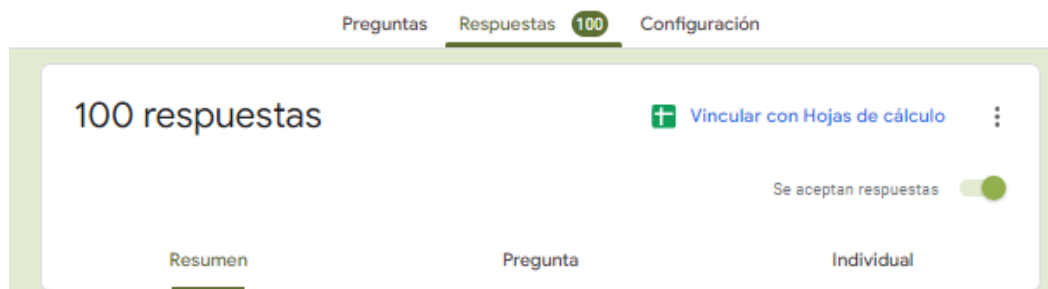 Preguntas Respuestas 100 Configuración
100 respuestas Vincular con Hojas de cálculo
Se aceptan respuestas
Resumen Pregunta Individual